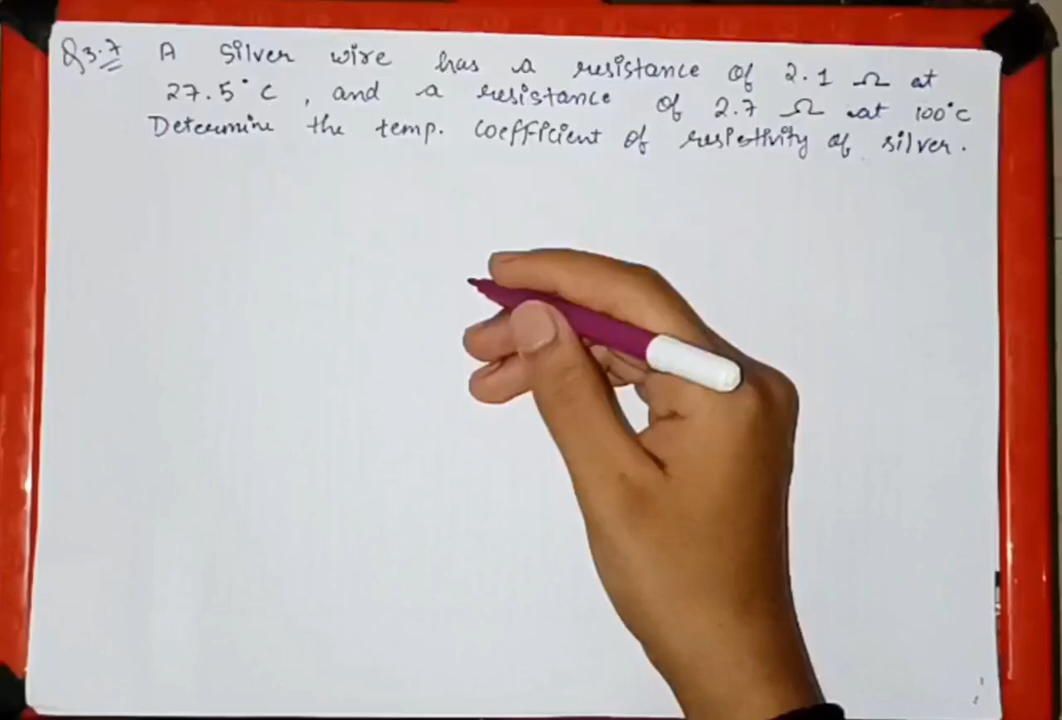 Q3.7 A Silver wire has a resistance of 2.1 Ω at
27.5°C , and a resistance of 2.7 Ω at 100°C
Determine the temp. Coefficient of resistivity of silver.